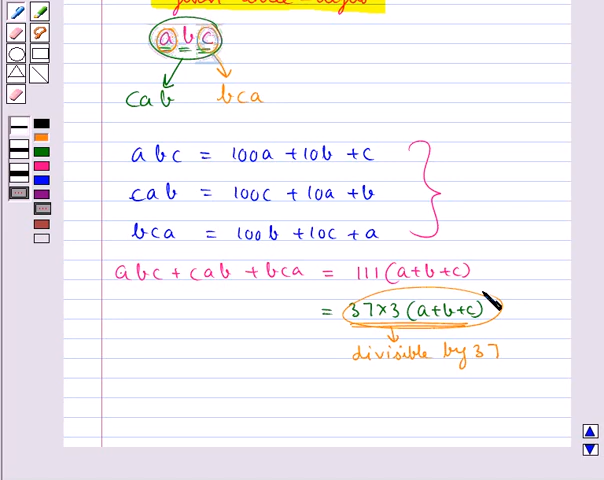 a b c
cab bca
abc = 100a + 10b + c
cab = 100c + 10a + b
bca = 100b + 10c + a
abc + cab + bca = 111 (a+b+c)
= 37×3 (a+b+c)
divisible by 37